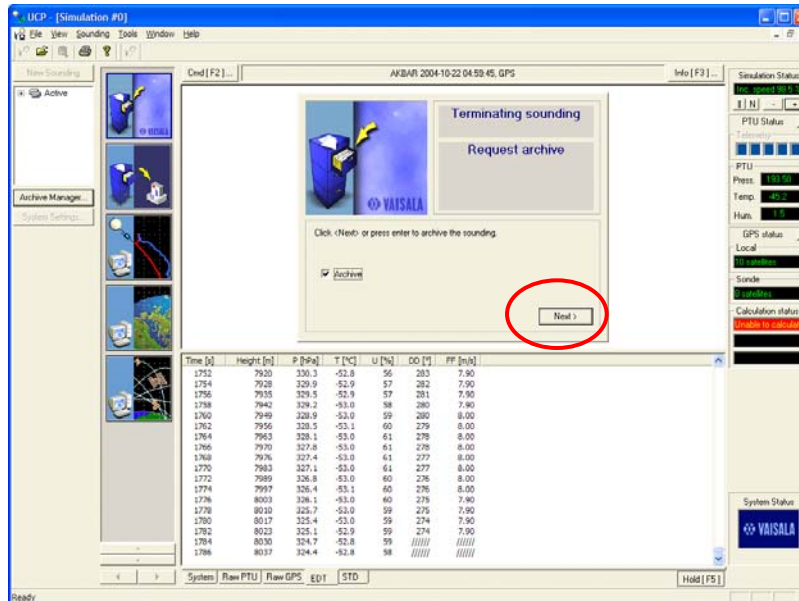 UCP - [Simulation #0]
File View Sounding Tools Window Help
New Sounding
Active
Archive Manager...
System Settings...
Cmd [ F2 ] ...
AKBAR 2004-10-22 04:59:45, GPS
Info [ F3 ] ...
VAISALA
Terminating sounding
Request archive
Click <Next> or press enter to archive the sounding.
Archive
Next >
Time [s] Height [m] P [hPa] T [°C] U [%] DD [°] FF [m/s]
1752 7920 330.3 -52.8 56 283 7.90
1754 7928 329.9 -52.9 57 282 7.90
1756 7935 329.5 -52.9 57 281 7.90
1758 7942 329.2 -53.0 58 280 7.90
1760 7949 328.9 -53.0 59 280 8.00
1762 7956 328.5 -53.1 60 279 8.00
1764 7963 328.1 -53.0 61 278 8.00
1766 7970 327.8 -53.0 61 278 8.00
1768 7976 327.4 -53.0 61 277 8.00
1770 7983 327.1 -53.0 61 277 8.00
1772 7989 326.8 -53.0 60 276 8.00
1774 7997 326.4 -53.1 60 276 8.00
1776 8003 326.1 -53.0 60 275 7.90
1778 8010 325.7 -53.0 59 275 7.90
1780 8017 325.4 -53.0 59 274 7.90
1782 8023 325.1 -52.9 59 274 7.90
1784 8030 324.7 -52.8 59 ////// //////
1786 8037 324.4 -52.8 58 ////// //////
System Raw PTU Raw GPS EDT STD
Hold [ F5 ]
Simulation Status
Inc. speed 98.5
II N - +
PTU Status
Telemetry
PTU
Press. 193.50
Temp. -45.2
Hum. 1.5
GPS status
Local
10 satellites
Sonde
8 satellites
Calculation status
Unable to calculat
System Status
VAISALA
Ready